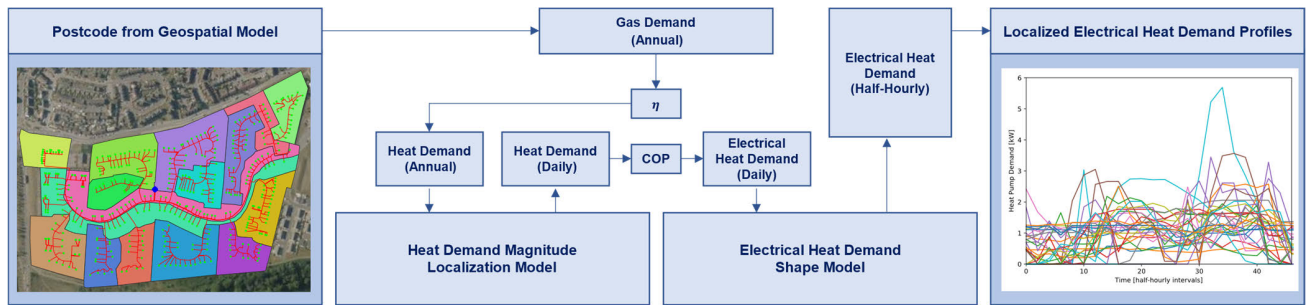 Postcode from Geospatial Model
Gas Demand
(Annual)
η
Heat Demand
(Annual)
Heat Demand
(Daily)
COP
Electrical
Heat Demand
(Daily)
Heat Demand Magnitude
Localization Model
Electrical Heat Demand
Shape Model
Electrical Heat
Demand
(Half-Hourly)
Localized Electrical Heat Demand Profiles
Heat Pump Demand [kW]
6
5
4
3
2
1
0
0
10
20
30
40
Time [half-hourly intervals]